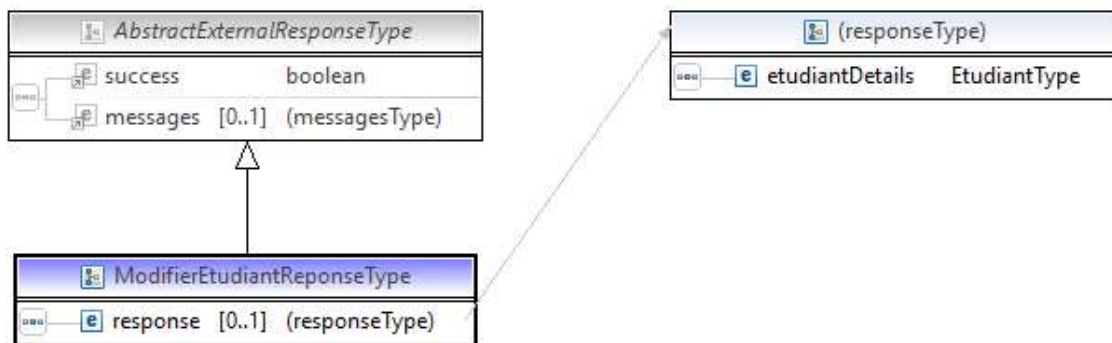 AbstractExternalResponseType
success boolean
messages [0..1] (messagesType)
(responseType)
etudiantDetails EtudiantType
ModifierEtudiantReponseType
response [0..1] (responseType)